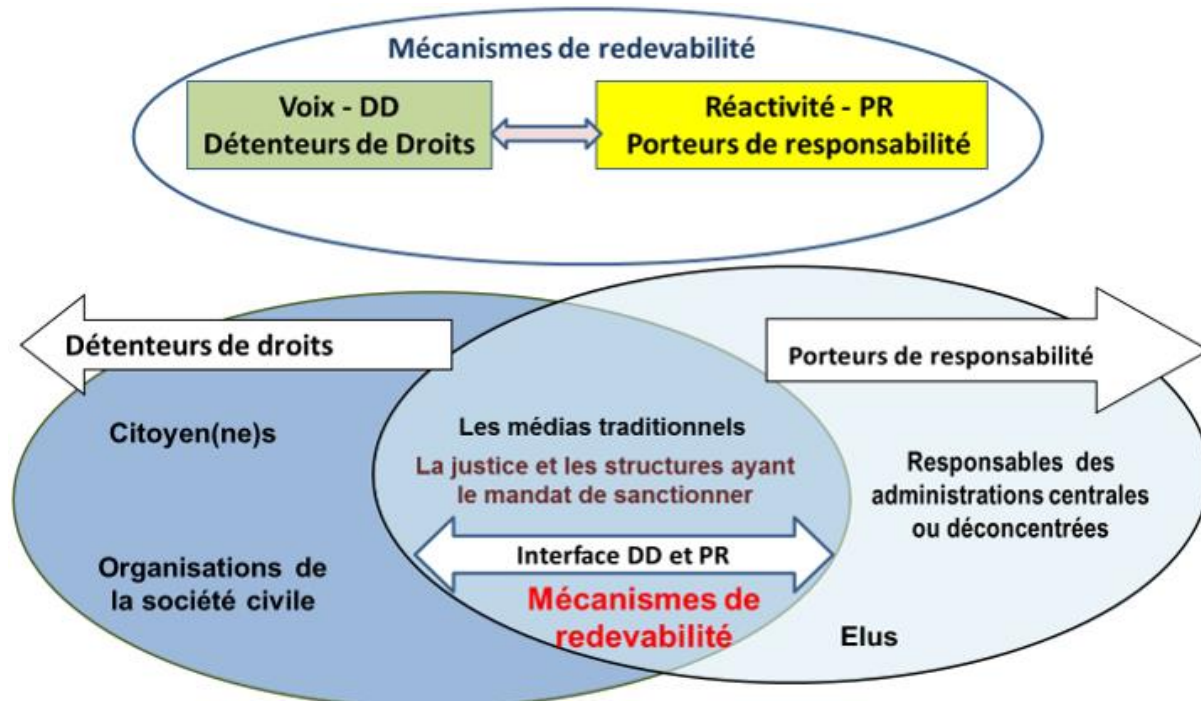 Mécanismes de redevabilité
Voix - DD
Détenteurs de Droits
Réactivité - PR
Porteurs de responsabilité
Détenteurs de droits
Porteurs de responsabilité
Citoyen(ne)s
Organisations de
la société civile
Les médias traditionnels
La justice et les structures ayant
le mandat de sanctionner
Interface DD et PR
Mécanismes de
redevabilité
Responsables des
administrations centrales
ou déconcentrées
Elus